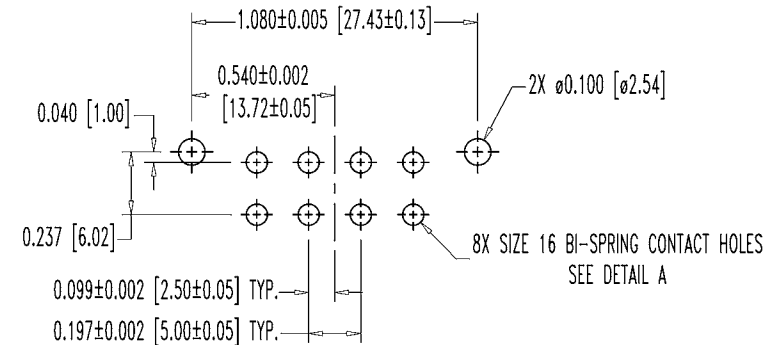 1.080±0.005 [27.43±0.13]
0.540±0.002
[13.72±0.05]
2X ø0.100 [ø2.54]
0.040 [1.00]
0.237 [6.02]
8X SIZE 16 BI-SPRING CONTACT HOLES
SEE DETAIL A
0.099±0.002 [2.50±0.05] TYP.
0.197±0.002 [5.00±0.05] TYP.